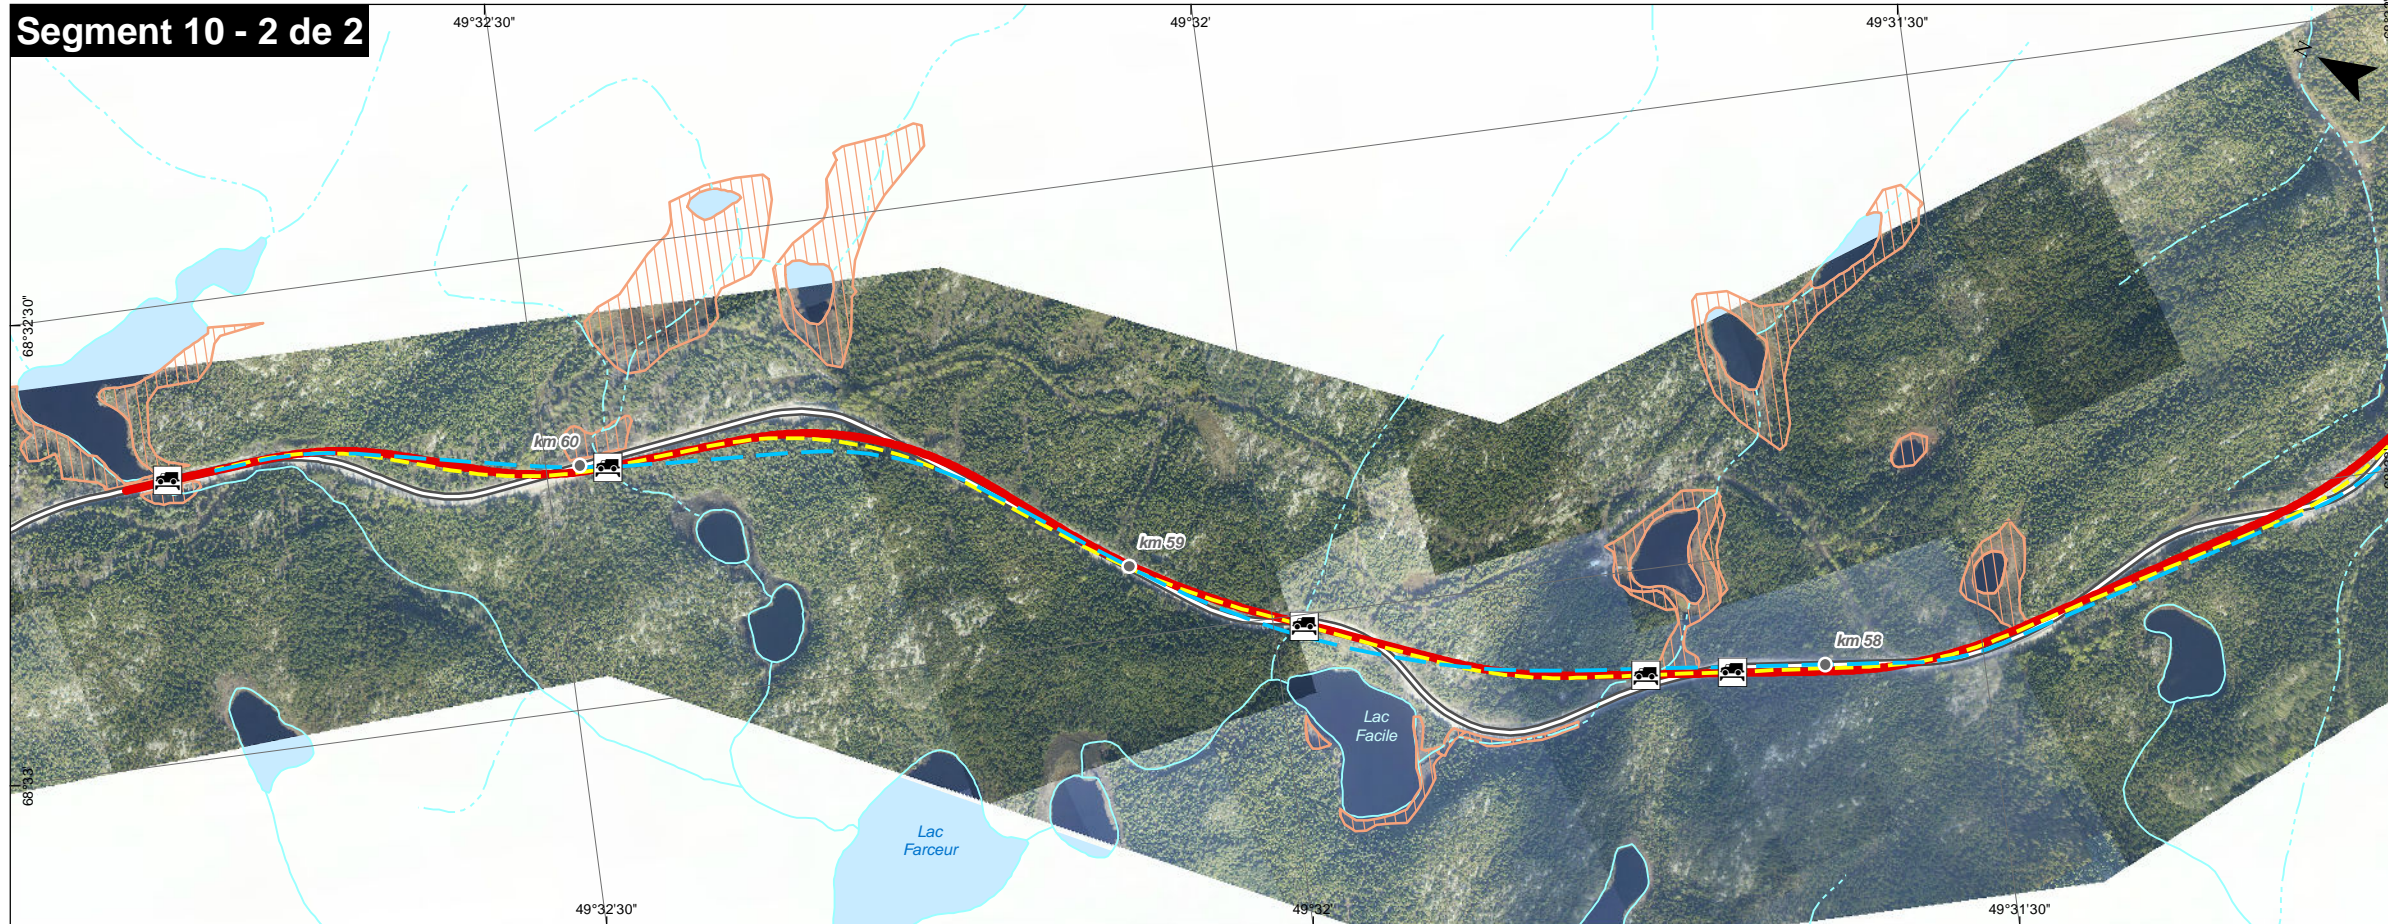 Segment 10 - 2 de 2
49°32'30"
49°32'
49°31'30"
N
68°32'30"
km 60
km 59
km 58
Lac
Facile
68°33'
Lac
Farceur
49°32'30"
49°32'
49°31'30"